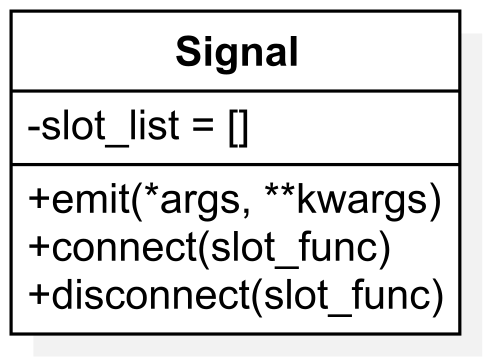 Signal
-slot_list = []
+emit(*args, **kwargs)
+connect(slot_func)
+disconnect(slot_func)